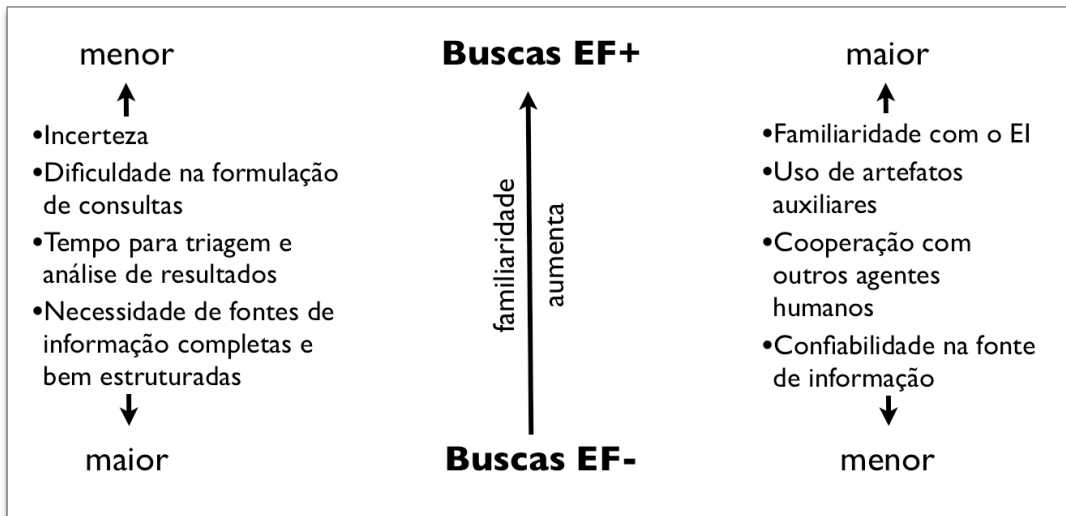 menor
•Incerteza
•Dificuldade na formulação
de consultas
•Tempo para triagem e
análise de resultados
•Necessidade de fontes de
informação completas e
bem estruturadas
maior
Buscas EF+
familiaridade
aumenta
Buscas EF-
maior
•Familiaridade com o EI
•Uso de artefatos
auxiliares
•Cooperação com
outros agentes
humanos
•Confiabilidade na fonte
de informação
menor